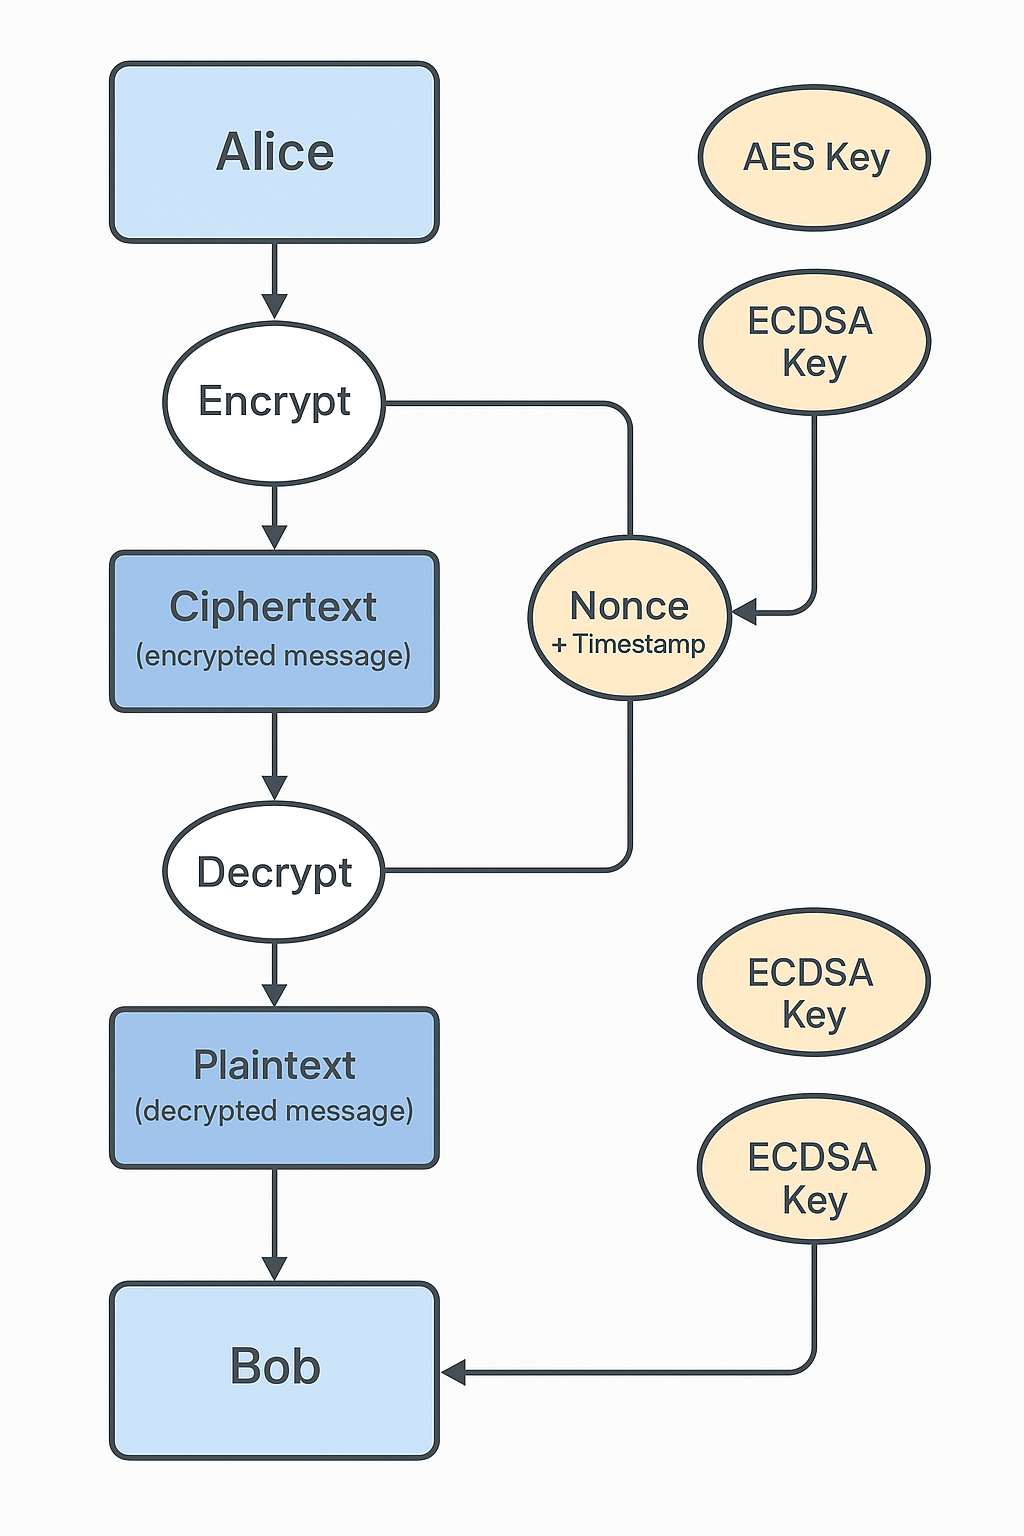 Alice
AES Key
ECDSA
Key
Encrypt
Ciphertext
(encrypted message)
Nonce
+ Timestamp
Decrypt
ECDSA
Key
Plaintext
(decrypted message)
ECDSA
Key
Bob